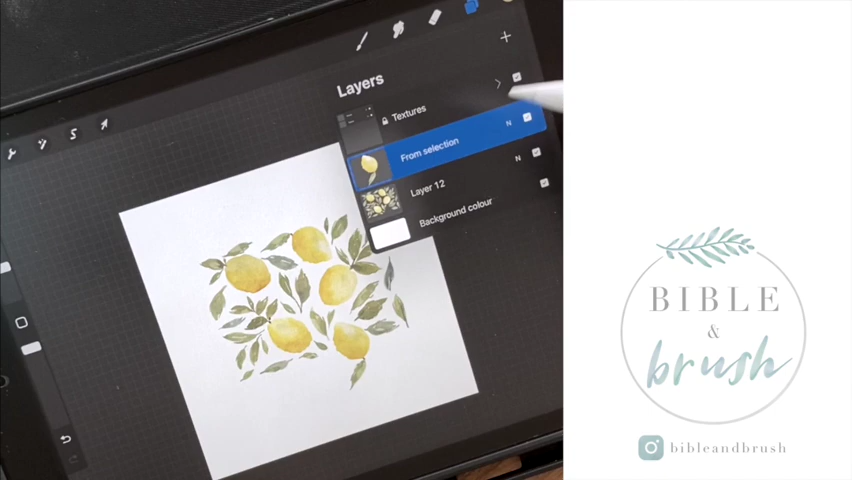 Layers
Textures
From selection
N
Layer 12
N
Background colour
BIBLE
&
brush
bibleandbrush